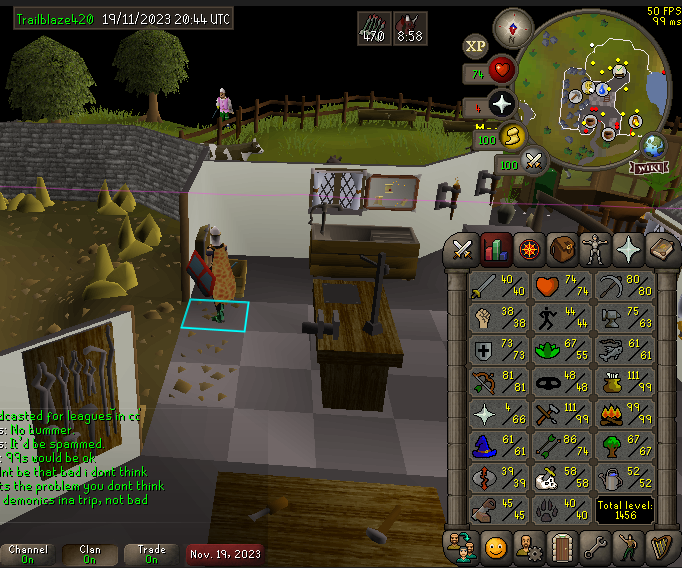 Trailblaze420 19/11/2023 20:44 UTC
470
8:58
50 FPS
99 ms
XP
74
4
100
100
WIKI
40/40 74/74 80/80
38/38 44/44 75/63
73/73 67/55 61/61
81/81 48/48 111/99
4/66 111/99 99/99
61/61 86/74 67/67
39/39 58/58 52/52
45/45 40/40 Total level: 1456
dcasted for leagues in cc
s: No bummer
s: It'd be spammed.
: 99s would be ok
nt be that bad i dont think
ts the problem you dont think
demonics ina trip, not bad
Channel
On
Clan
On
Trade
On
Nov. 19, 2023